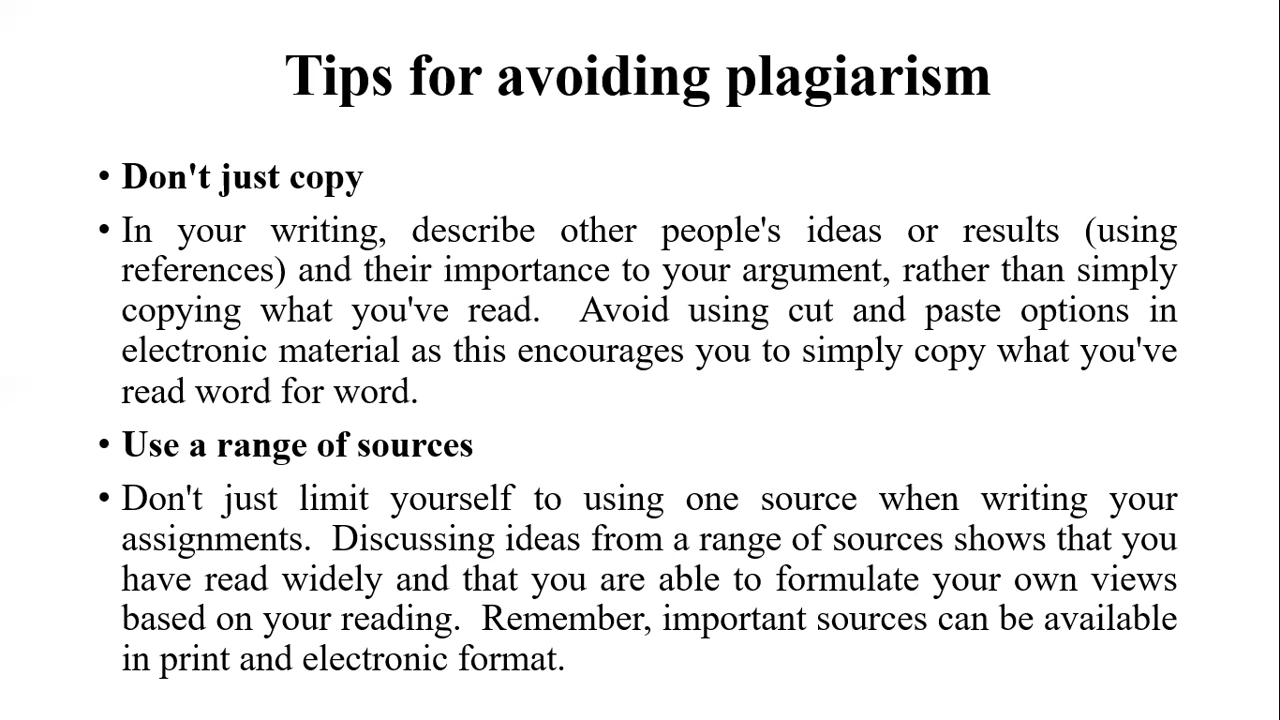 Tips for avoiding plagiarism
• Don't just copy
• In your writing, describe other people's ideas or results (using
references) and their importance to your argument, rather than simply
copying what you've read.  Avoid using cut and paste options in
electronic material as this encourages you to simply copy what you've
read word for word.
• Use a range of sources
• Don't just limit yourself to using one source when writing your
assignments.  Discussing ideas from a range of sources shows that you
have read widely and that you are able to formulate your own views
based on your reading.  Remember, important sources can be available
in print and electronic format.